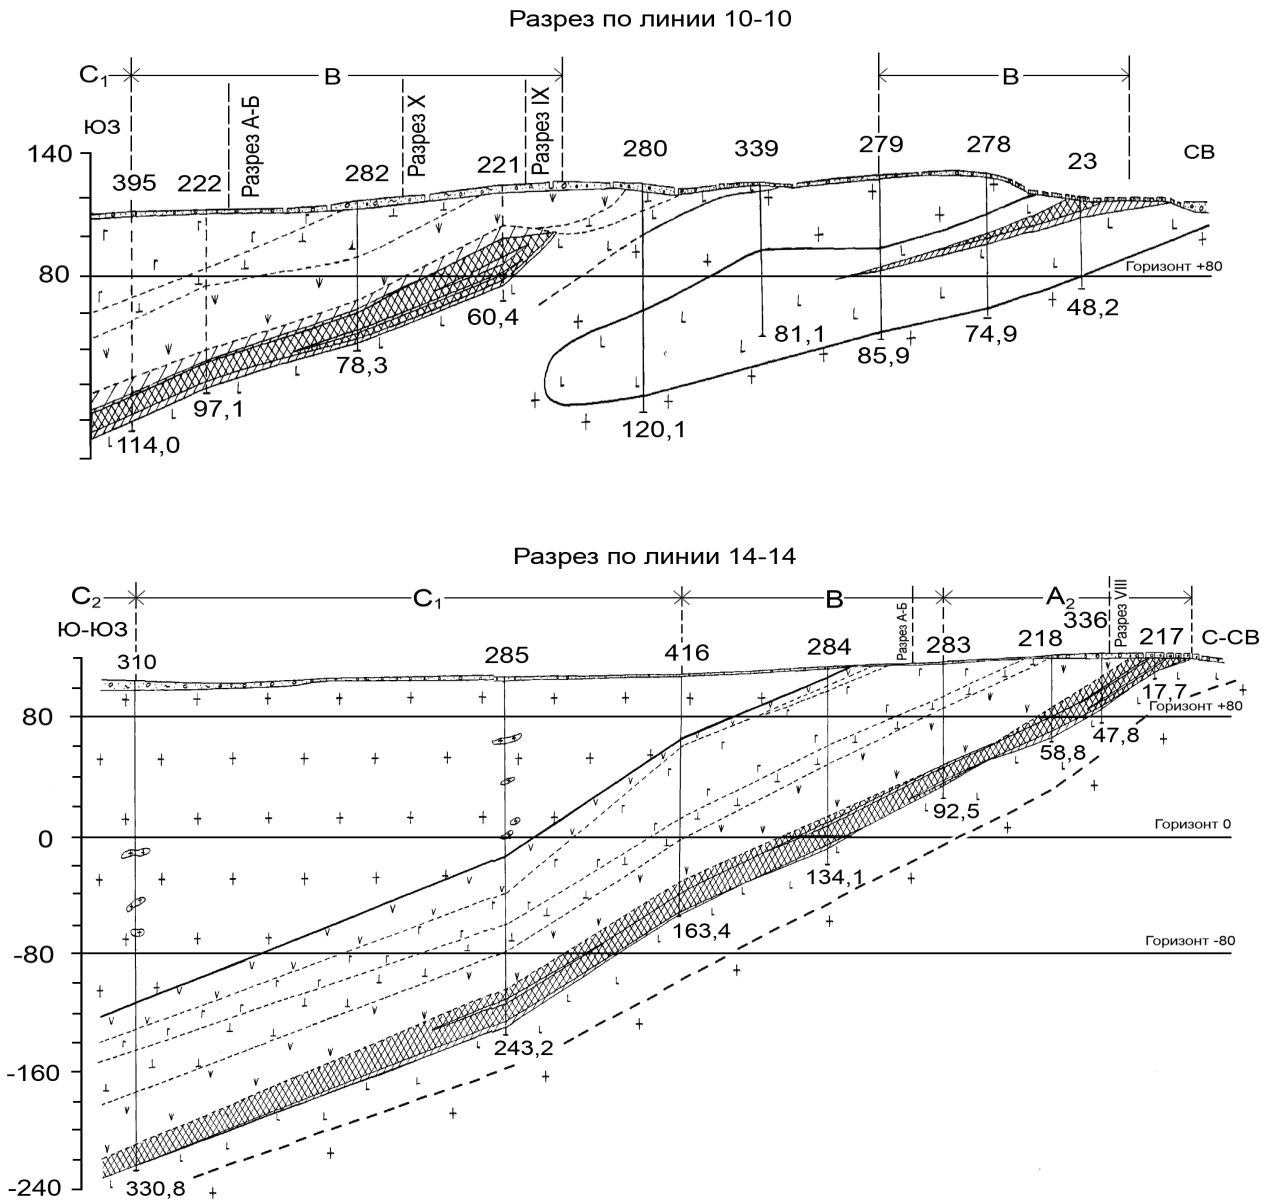 Разрез по линии 10-10
С₁ В В
ЮЗ Разрез А-Б Разрез X Разрез IX СВ
140 395 222 282 221 280 339 279 278 23
80 Горизонт +80
60,4 81,1 48,2
78,3 85,9 74,9
97,1 120,1
114,0
Разрез по линии 14-14
С₂ С₁ В А₂
Ю-ЮЗ Разрез А-Б 336 Разрез VIII С-СВ
310 285 416 284 283 218 217
17,7
80 Горизонт +80
47,8
58,8
92,5
0 Горизонт 0
134,1
163,4
-80 Горизонт -80
243,2
-160
-240 330,8